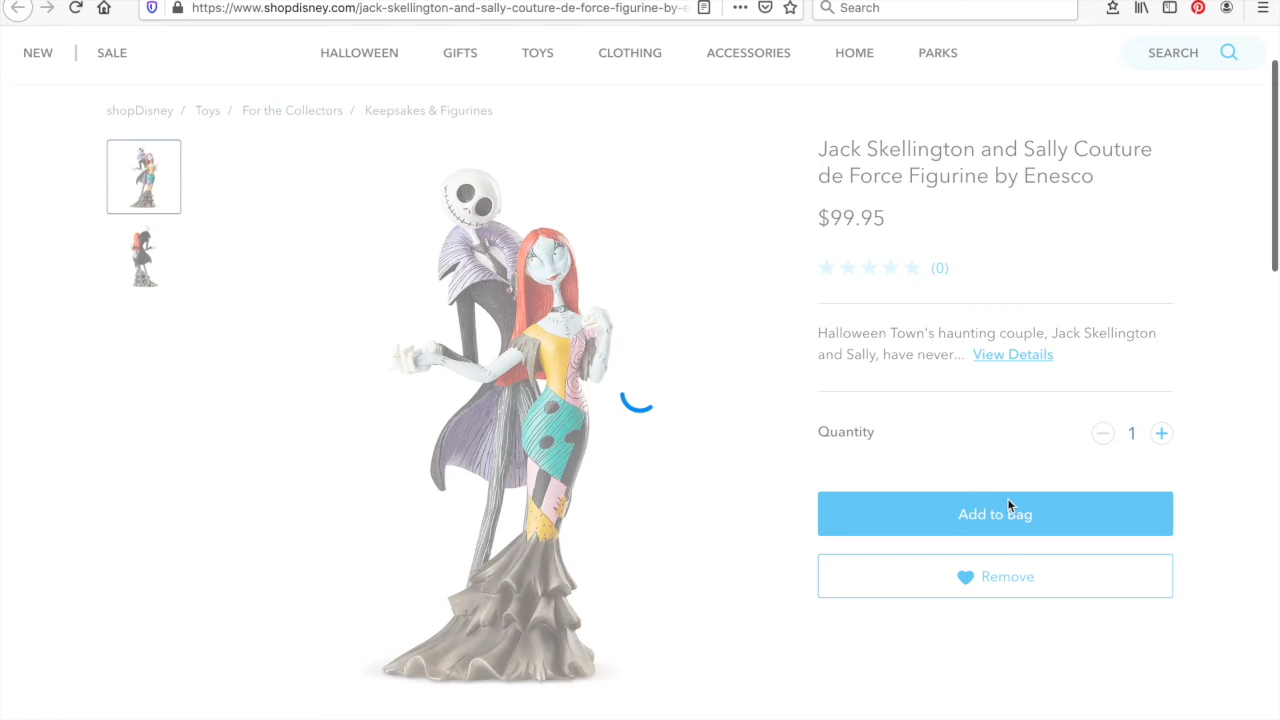 https://www.shopdisney.com/jack-skellington-and-sally-couture-de-force-figurine-by-e
Search
NEW
SALE
HALLOWEEN
GIFTS
TOYS
CLOTHING
ACCESSORIES
HOME
PARKS
SEARCH
shopDisney / Toys / For the Collectors / Keepsakes & Figurines
Jack Skellington and Sally Couture
de Force Figurine by Enesco
$99.95
(0)
Halloween Town's haunting couple, Jack Skellington
and Sally, have never... View Details
Quantity
1
Add to Bag
Remove